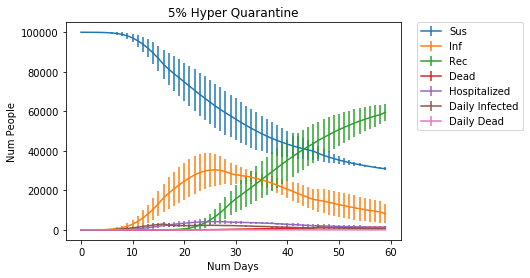 5% Hyper Quarantine
Num People
100000
80000
60000
40000
20000
0
0 10 20 30 40 50 60
Num Days
Sus
Inf
Rec
Dead
Hospitalized
Daily Infected
Daily Dead